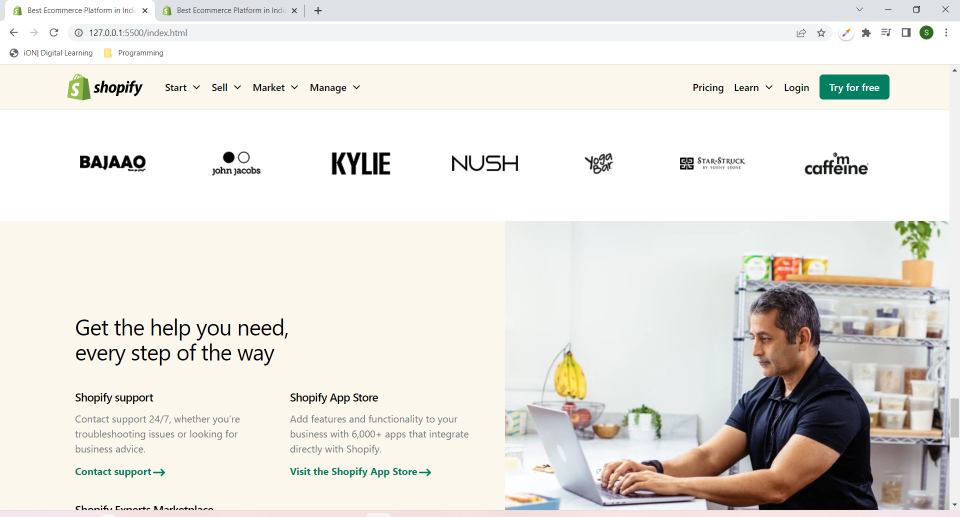 Best Ecommerce Platform in Indi
Best Ecommerce Platform in Indi
127.0.0.1:5500/index.html
S
iON| Digital Learning
Programming
shopify
Start
Sell
Market
Manage
Pricing
Learn
Login
Try for free
BAJAAO
john jacobs
KYLIE
NUSH
Yoga
Bar
STAR STRUCK
BY SUNNY LEONE
I'm
caffeine
Get the help you need,
every step of the way
Shopify support
Contact support 24/7, whether you're
troubleshooting issues or looking for
business advice.
Contact support
Shopify App Store
Add features and functionality to your
business with 6,000+ apps that integrate
directly with Shopify.
Visit the Shopify App Store
Shopify Experts Marketplace